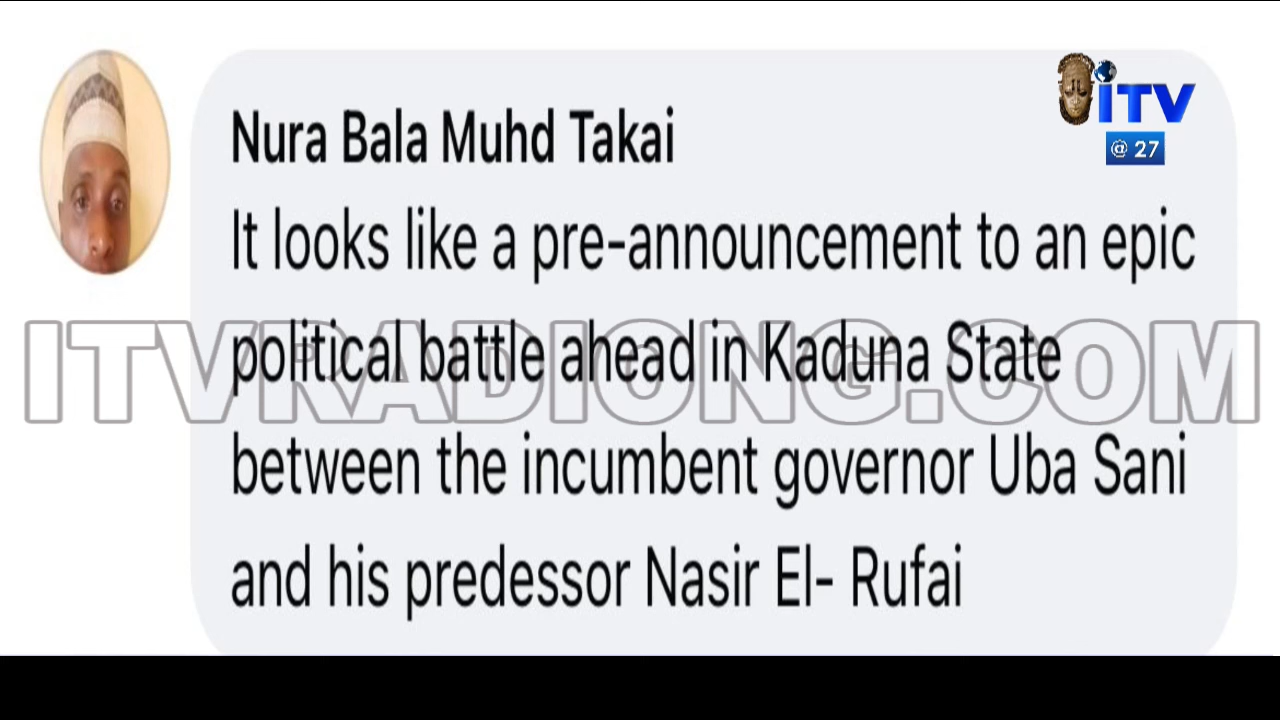 iTV
@ 27
Nura Bala Muhd Takai
It looks like a pre-announcement to an epic
political battle ahead in Kaduna State
ITVRADIONG.COM
between the incumbent governor Uba Sani
and his predessor Nasir El- Rufai